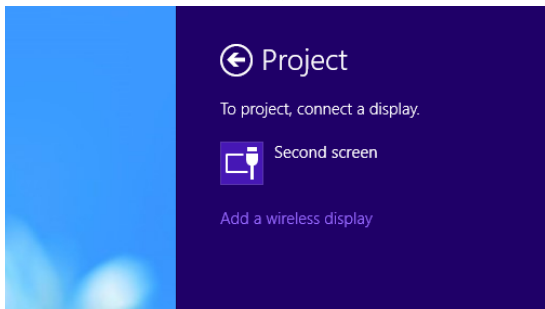 Project
To project, connect a display.
Second screen
Add a wireless display